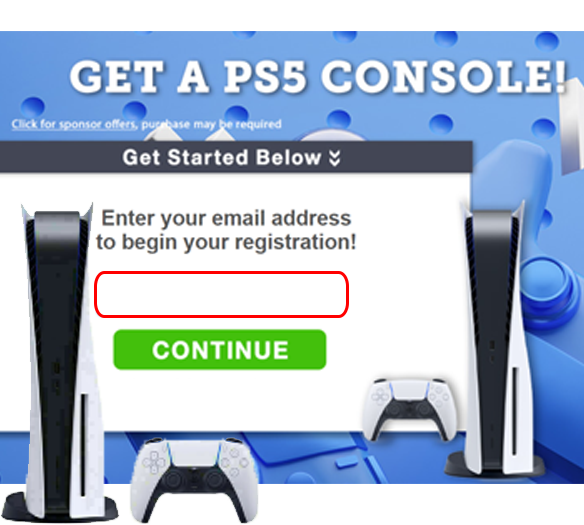 GET A PS5 CONSOLE!
Click for sponsor offers, purchase may be required
Get Started Below
Enter your email address
to begin your registration!
CONTINUE